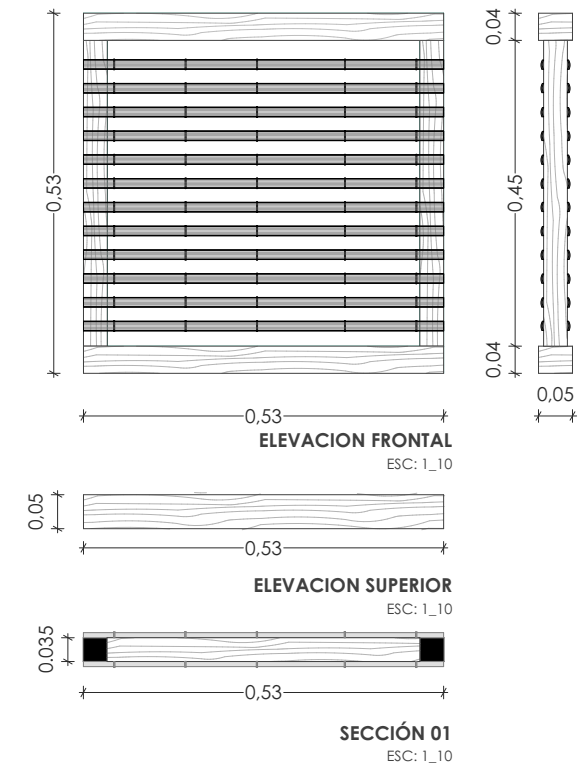 0,04
0,53
0,45
0,04
0,05
0,53
ELEVACION FRONTAL
ESC: 1_10
0,05
0,53
ELEVACION SUPERIOR
ESC: 1_10
0.035
0,53
SECCIÓN 01
ESC: 1_10